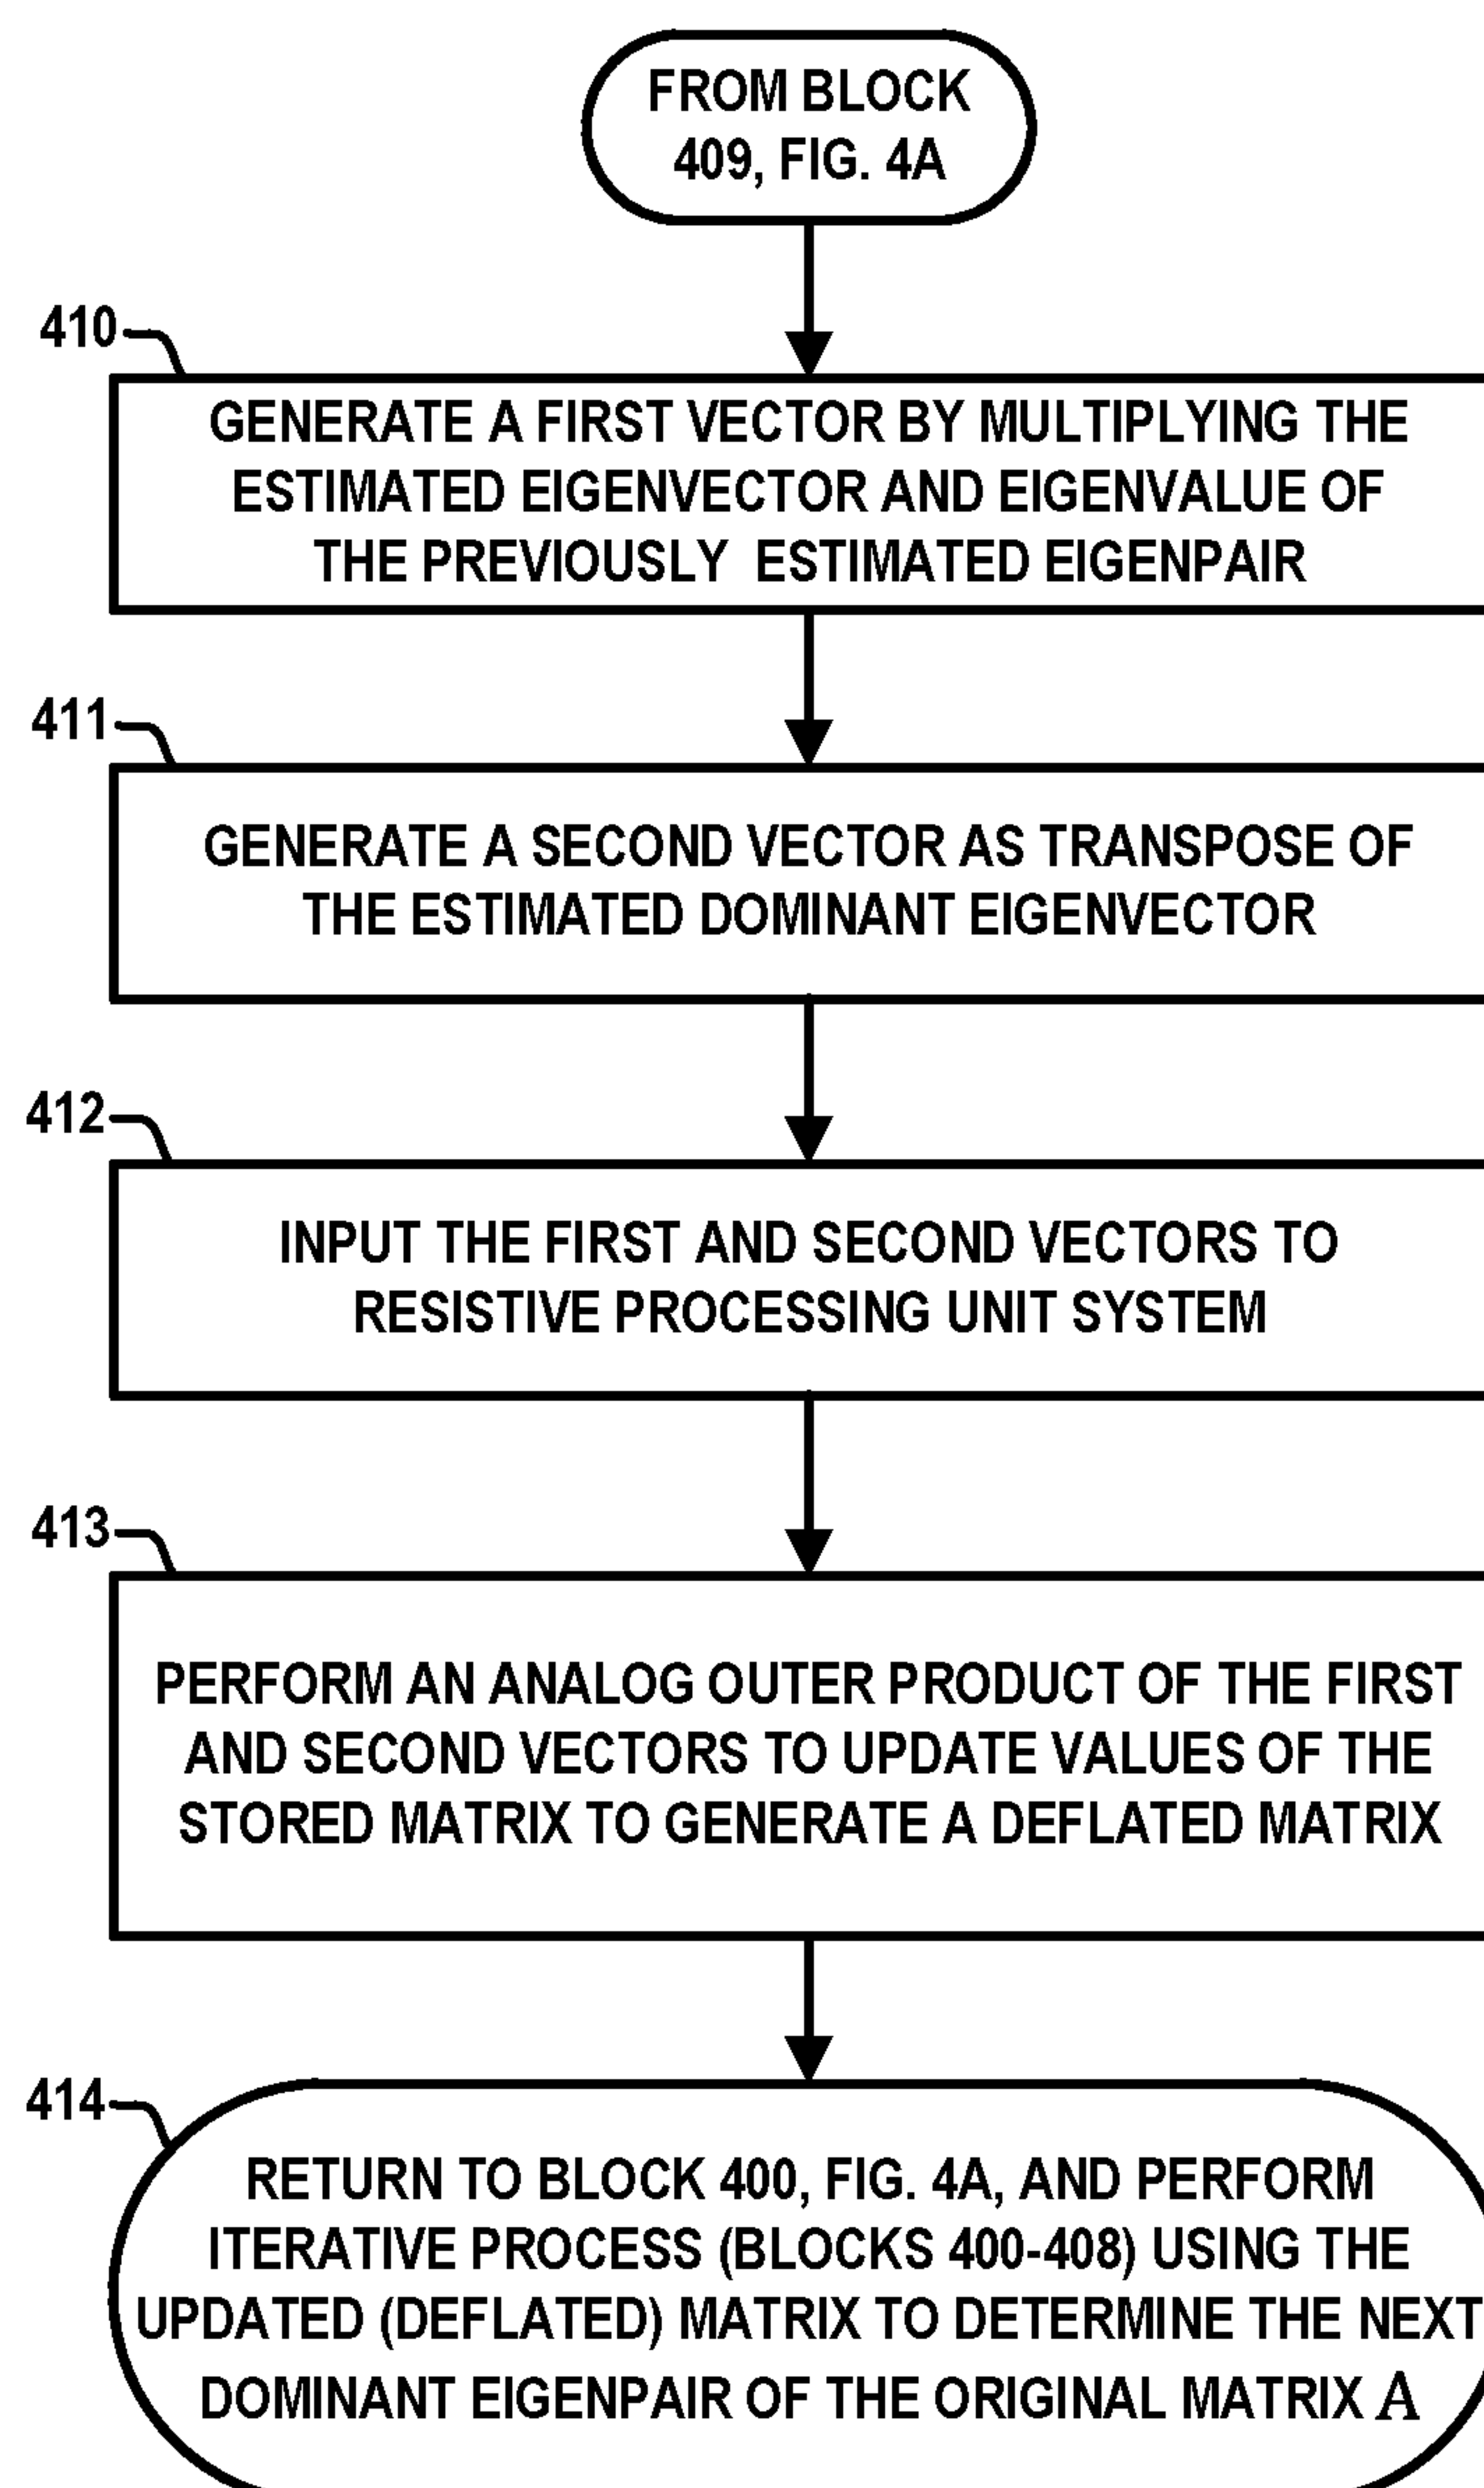 FROM BLOCK
409, FIG. 4A
410
GENERATE A FIRST VECTOR BY MULTIPLYING THE
ESTIMATED EIGENVECTOR AND EIGENVALUE OF
THE PREVIOUSLY ESTIMATED EIGENPAIR
411
GENERATE A SECOND VECTOR AS TRANSPOSE OF
THE ESTIMATED DOMINANT EIGENVECTOR
412
INPUT THE FIRST AND SECOND VECTORS TO
RESISTIVE PROCESSING UNIT SYSTEM
413
PERFORM AN ANALOG OUTER PRODUCT OF THE FIRST
AND SECOND VECTORS TO UPDATE VALUES OF THE
STORED MATRIX TO GENERATE A DEFLATED MATRIX
414
RETURN TO BLOCK 400, FIG. 4A, AND PERFORM
ITERATIVE PROCESS (BLOCKS 400-408) USING THE
UPDATED (DEFLATED) MATRIX TO DETERMINE THE NEXT
DOMINANT EIGENPAIR OF THE ORIGINAL MATRIX A